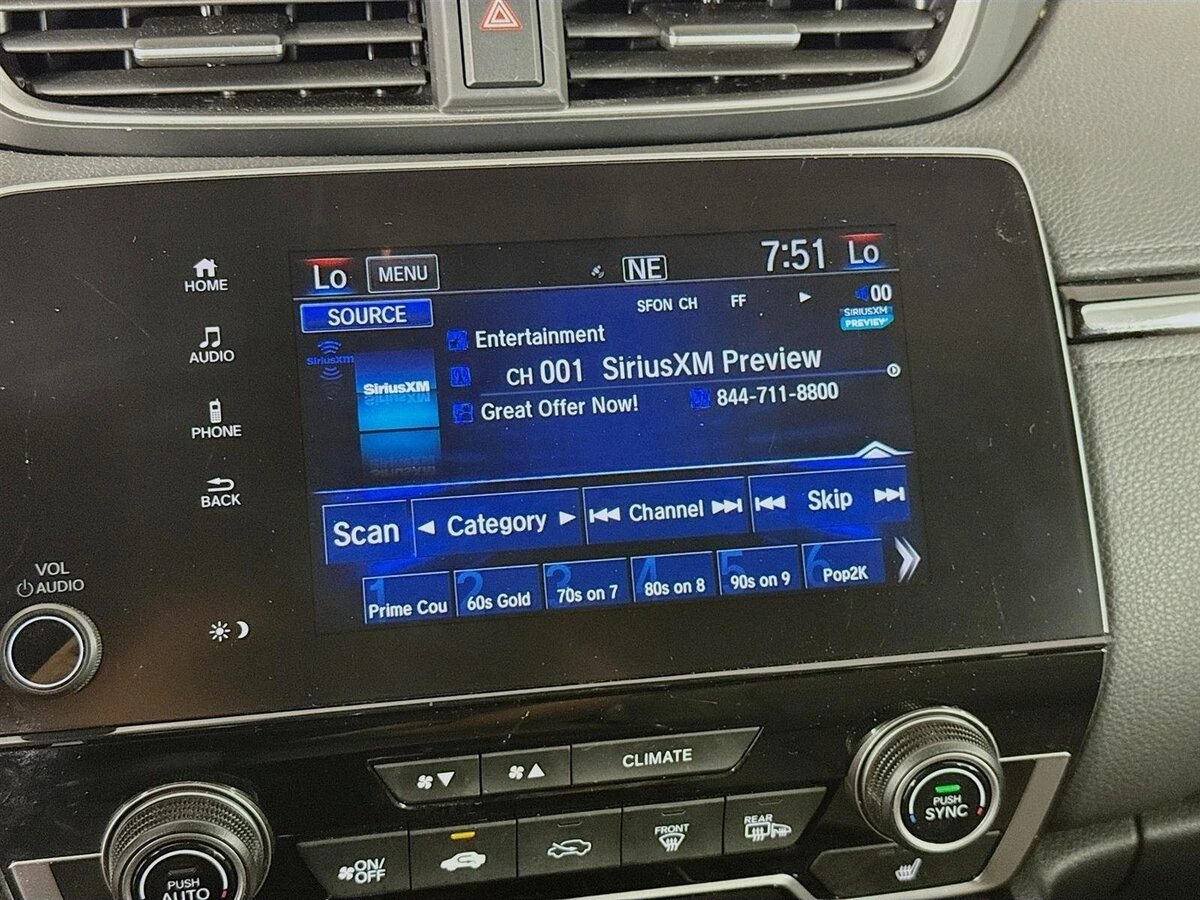 Lo MENU NE 7:51 Lo
HOME
SOURCE SFON CH FF 00
SIRIUSXM
PREVIEW
AUDIO
SiriusXM Entertainment
SiriusXM CH 001 SiriusXM Preview
Great Offer Now! 844-711-8800
PHONE
BACK
Scan Category Channel Skip
VOL
AUDIO
1 Prime Cou 2 60s Gold 3 70s on 7 4 80s on 8 5 90s on 9 6 Pop2K
CLIMATE
PUSH
SYNC
PUSH
AUTO
ON/
OFF
FRONT
REAR